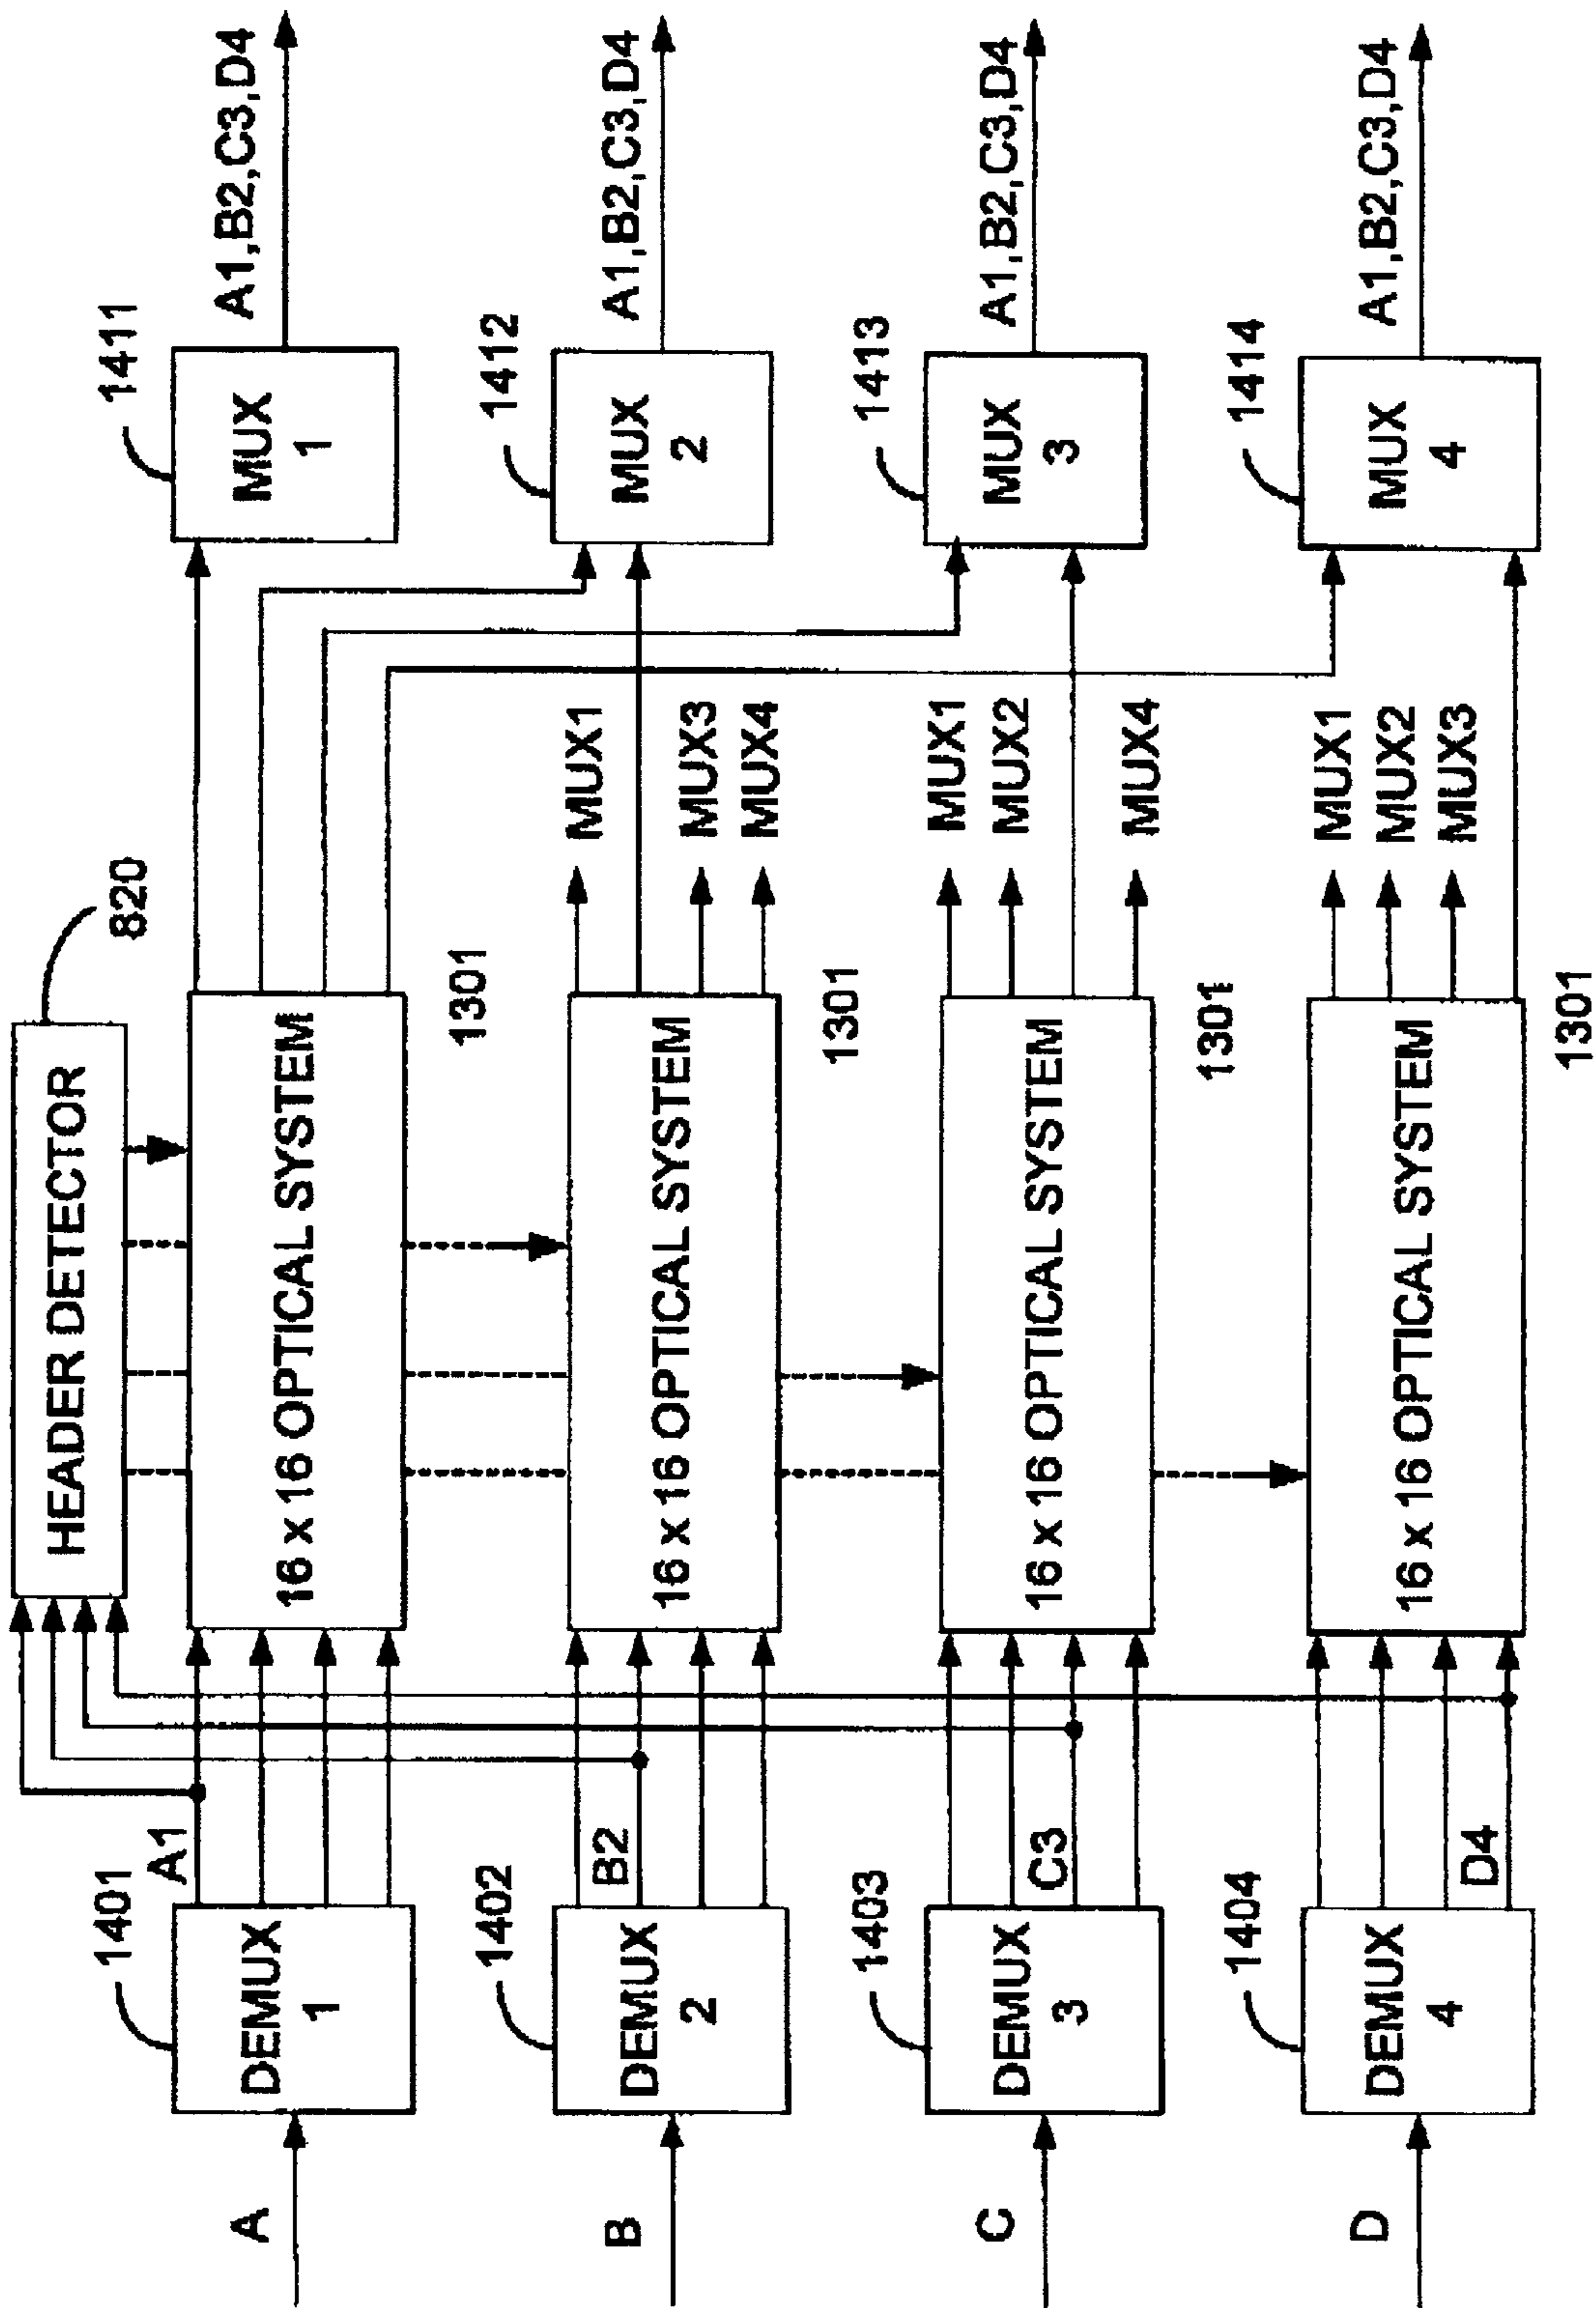 HEADER DETECTOR
820
A
1401
DEMUX
1
A1
16 x 16 OPTICAL SYSTEM
1301
1411
MUX
1
A1,B2,C3,D4
B
1402
DEMUX
2
B2
16 x 16 OPTICAL SYSTEM
1301
MUX1
MUX3
MUX4
1412
MUX
2
A1,B2,C3,D4
C
1403
DEMUX
3
C3
16 x 16 OPTICAL SYSTEM
1301
MUX1
MUX2
MUX4
1413
MUX
3
A1,B2,C3,D4
D
1404
DEMUX
4
D4
16 x 16 OPTICAL SYSTEM
1301
MUX1
MUX2
MUX3
1414
MUX
4
A1,B2,C3,D4